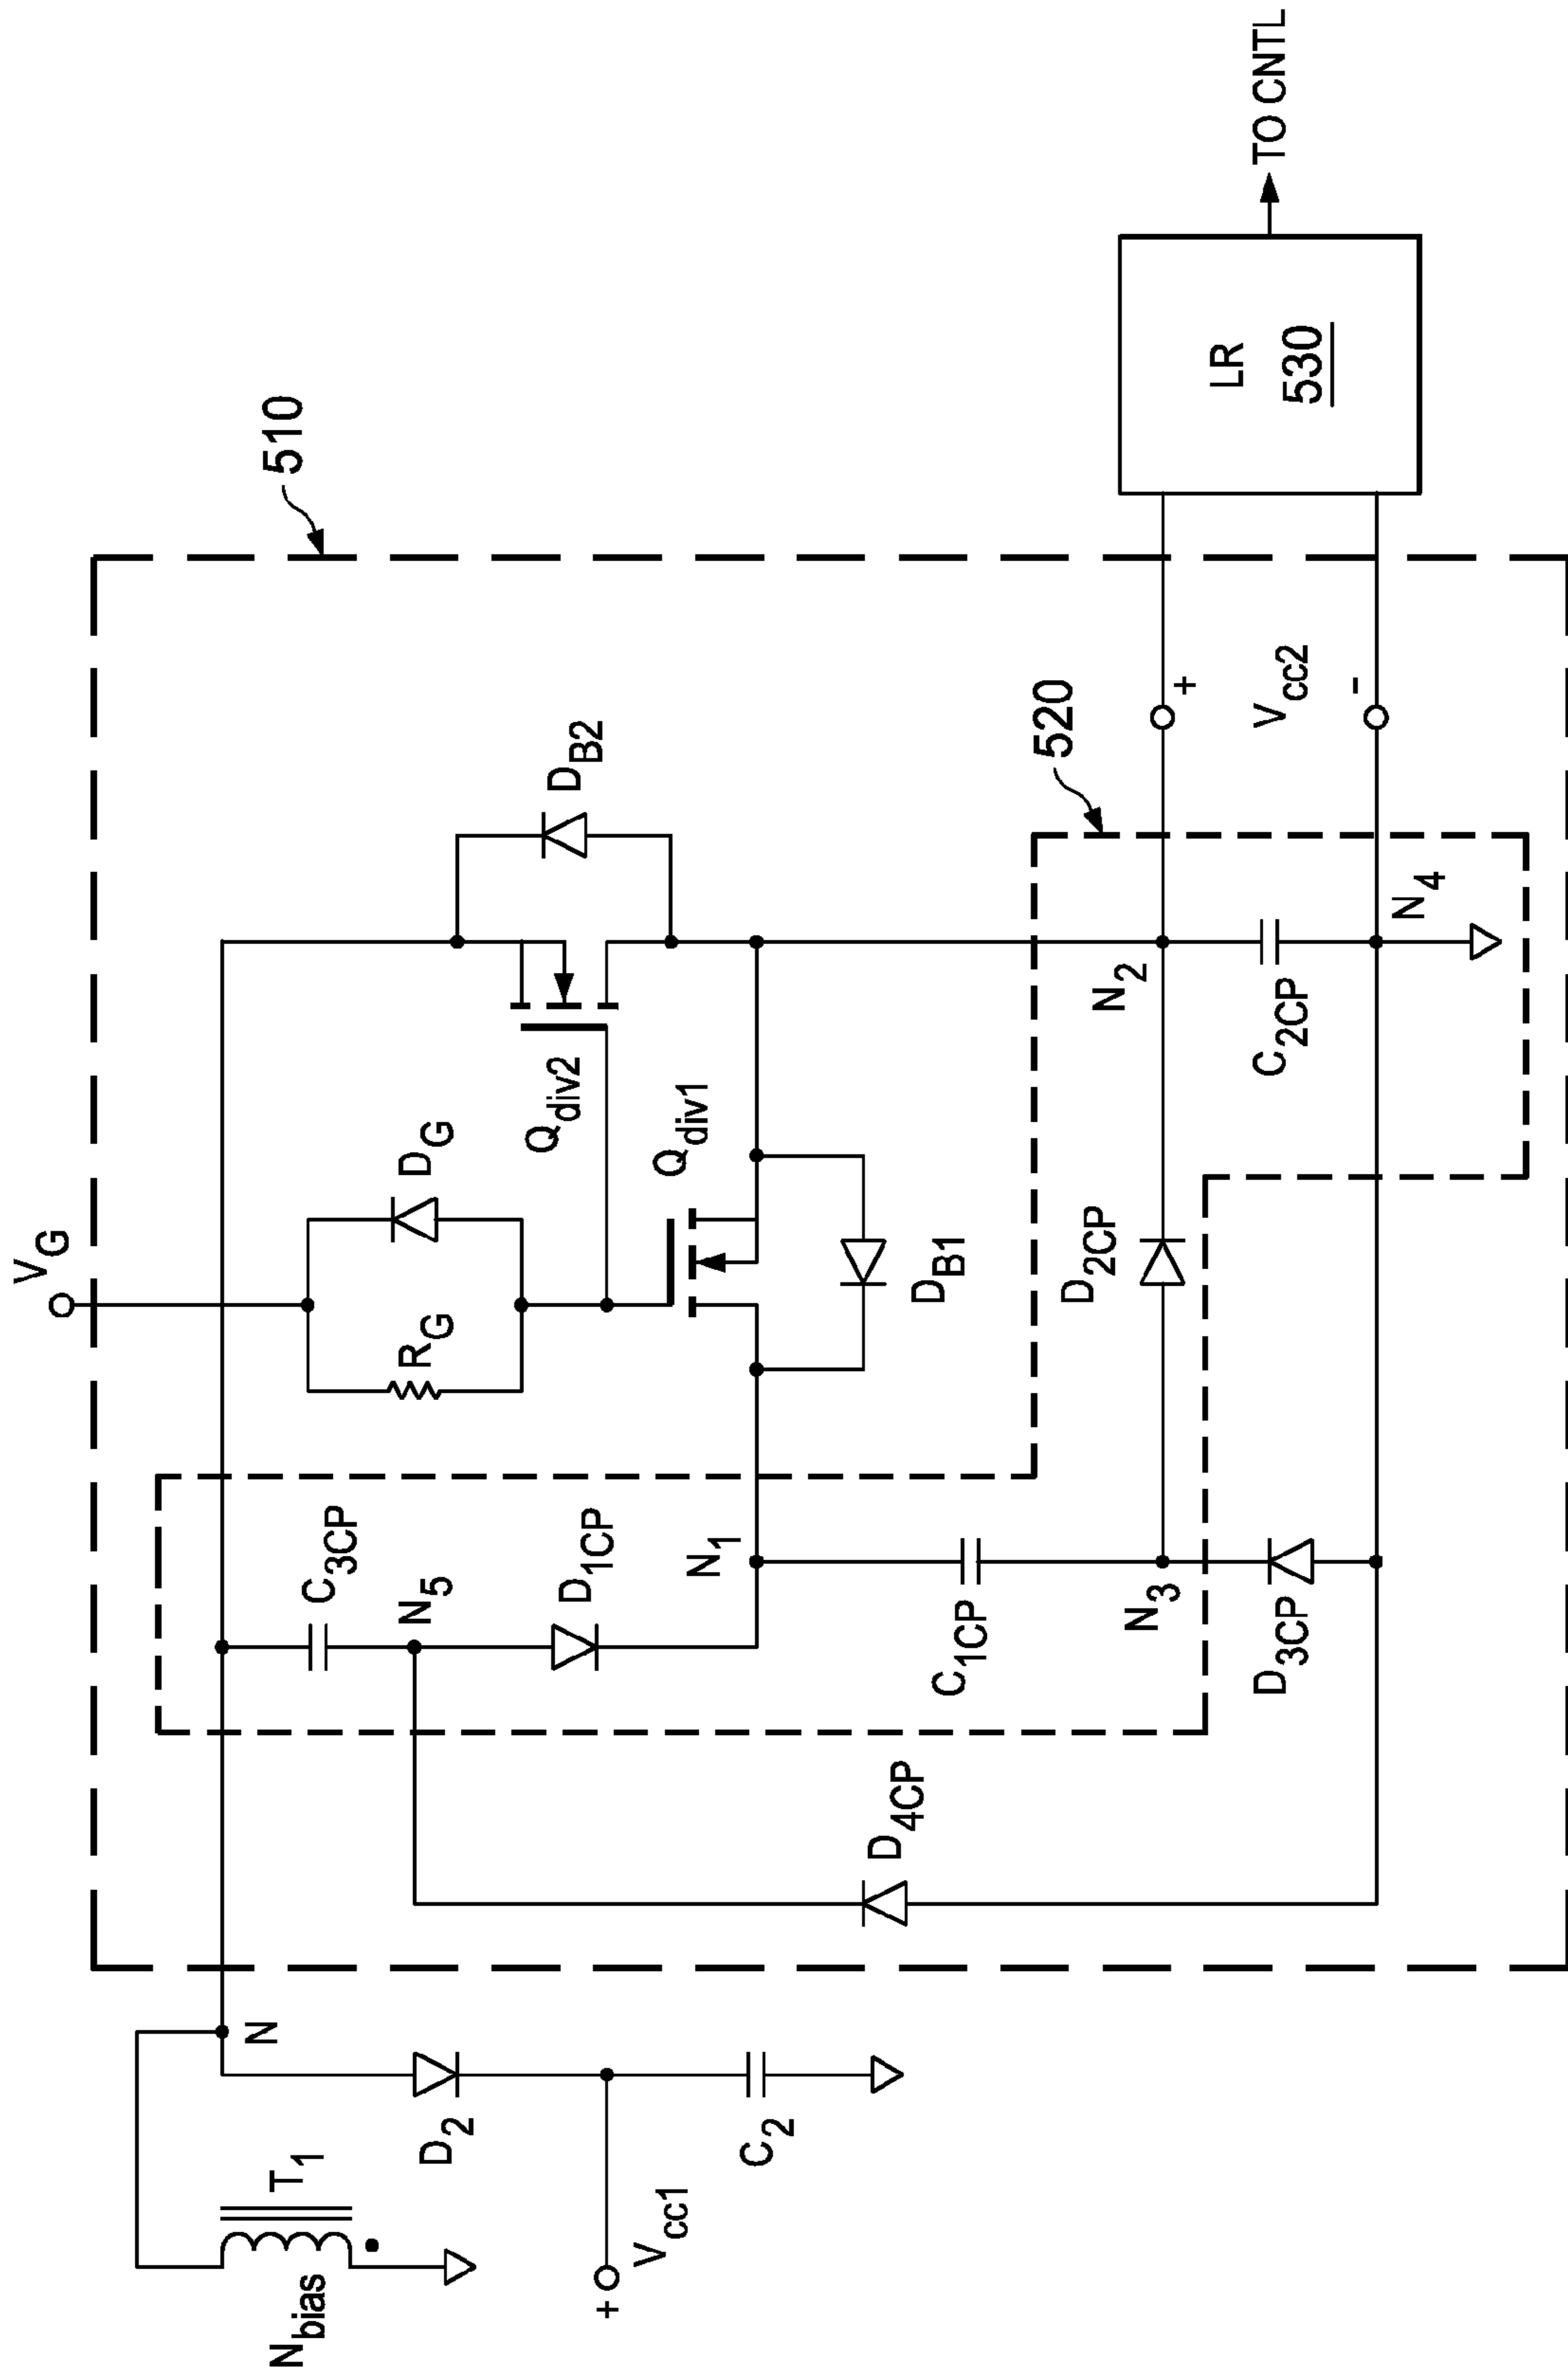 V_G
510
R_G
D_G
Q_div2
D_B2
Q_div1
D_B1
C_3CP
N_5
D_1CP
N_1
C_1CP
N_3
D_2CP
D_3CP
D_4CP
520
N_2
C_2CP
N_4
+
V_cc2
-
LR
530
TO CNTL
N
T_1
N_bias
D_2
C_2
+
V_cc1